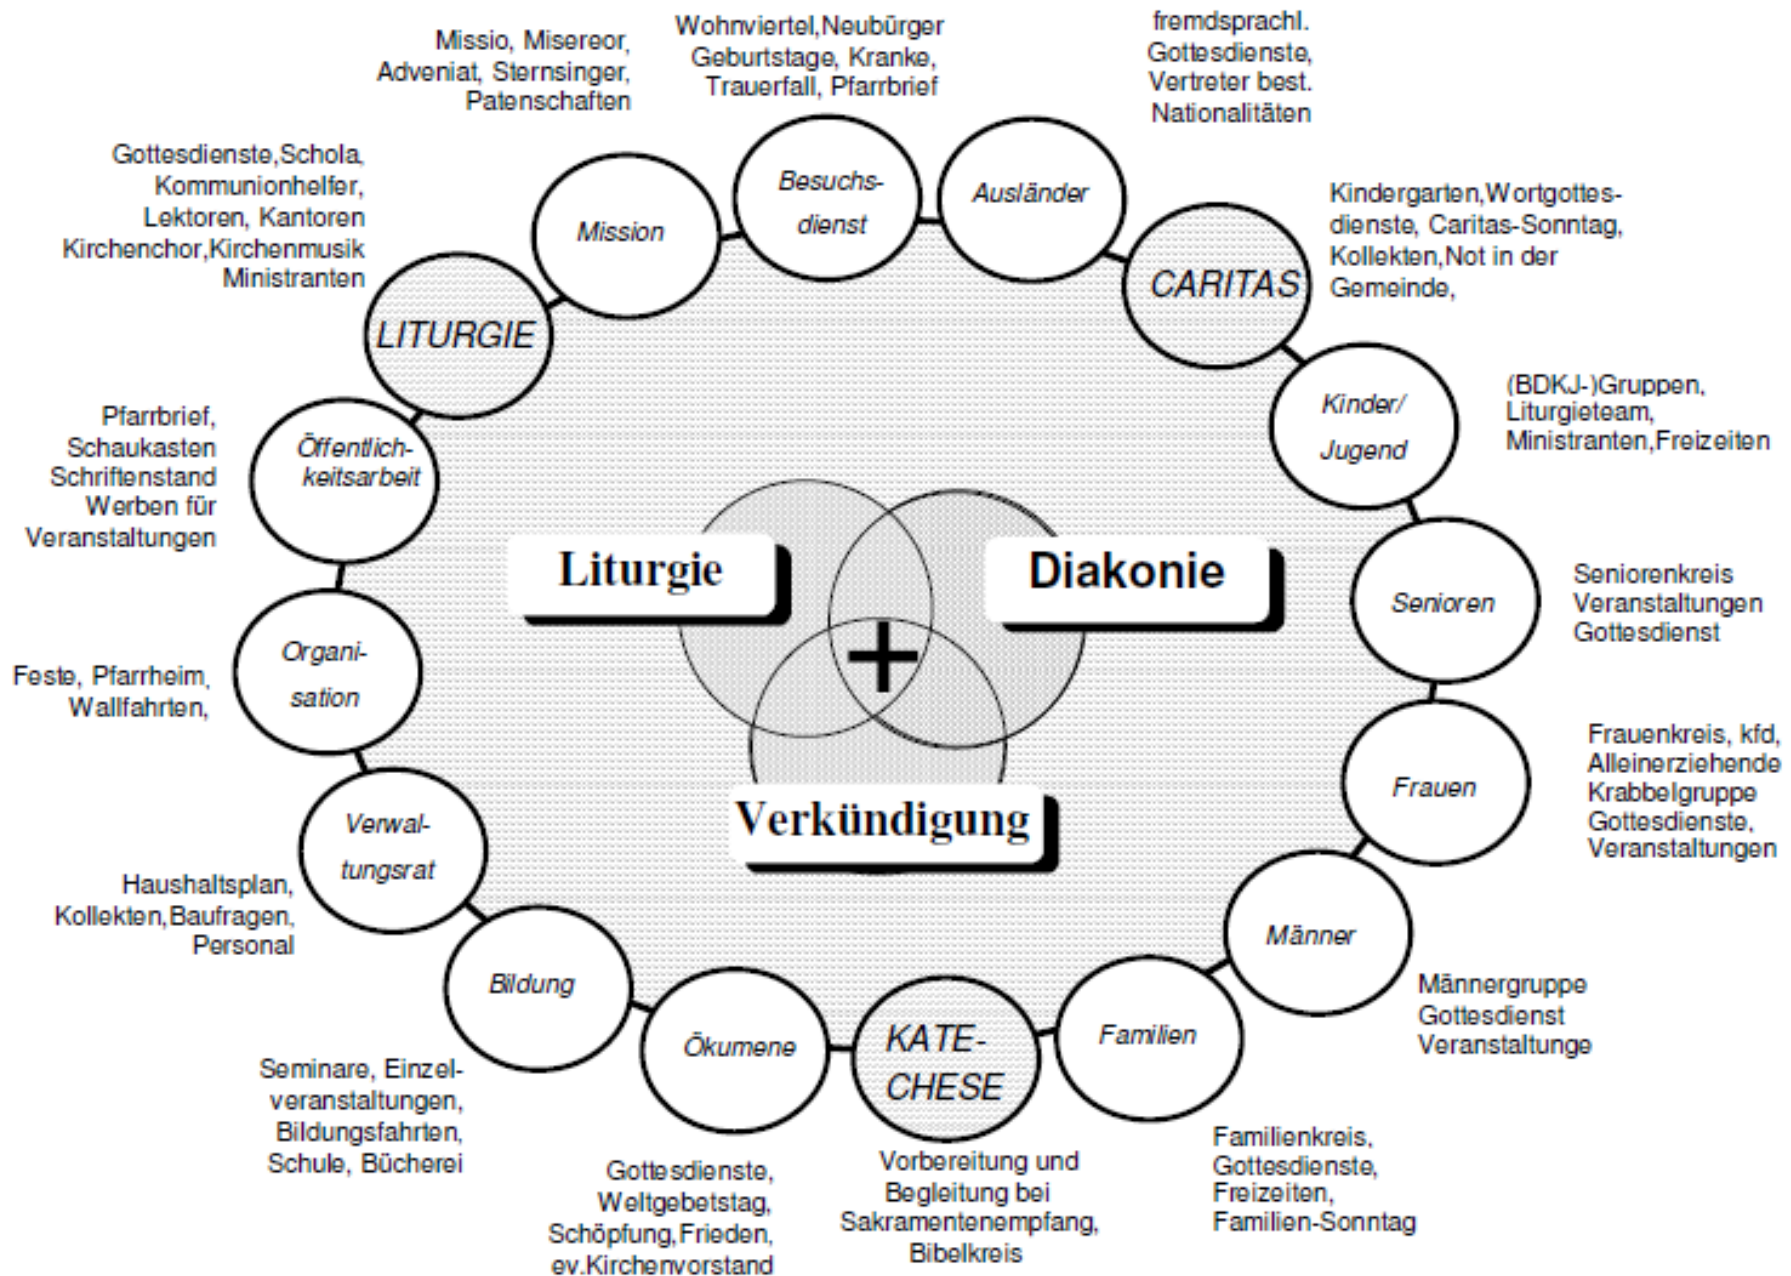 Missio, Misereor,
Adveniat, Sternsinger,
Patenschaften
Wohnviertel,Neubürger
Geburtstage, Kranke,
Trauerfall, Pfarrbrief
fremdsprachl.
Gottesdienste,
Vertreter best.
Nationalitäten
Gottesdienste,Schola,
Kommunionhelfer,
Lektoren, Kantoren
Kirchenchor,Kirchenmusik
Ministranten
Mission
Besuchs-
dienst
Ausländer
Kindergarten,Wortgottes-
dienste, Caritas-Sonntag,
Kollekten,Not in der
Gemeinde,
LITURGIE
CARITAS
Pfarrbrief,
Schaukasten
Schriftenstand
Werben für
Veranstaltungen
Öffentlich-
keitsarbeit
Kinder/
Jugend
(BDKJ-)Gruppen,
Liturgieteam,
Ministranten,Freizeiten
Liturgie
Diakonie
Verkündigung
Senioren
Seniorenkreis
Veranstaltungen
Gottesdienst
Feste, Pfarrheim,
Wallfahrten,
Organi-
sation
Frauen
Frauenkreis, kfd,
Alleinerziehende
Krabbelgruppe
Gottesdienste,
Veranstaltungen
Haushaltsplan,
Kollekten,Baufragen,
Personal
Verwal-
tungsrat
Männer
Männergruppe
Gottesdienst
Veranstaltunge
Bildung
Seminare, Einzel-
veranstaltungen,
Bildungsfahrten,
Schule, Bücherei
Ökumene
Gottesdienste,
Weltgebetstag,
Schöpfung,Frieden,
ev.Kirchenvorstand
KATE-
CHESE
Vorbereitung und
Begleitung bei
Sakramentenempfang,
Bibelkreis
Familien
Familienkreis,
Gottesdienste,
Freizeiten,
Familien-Sonntag